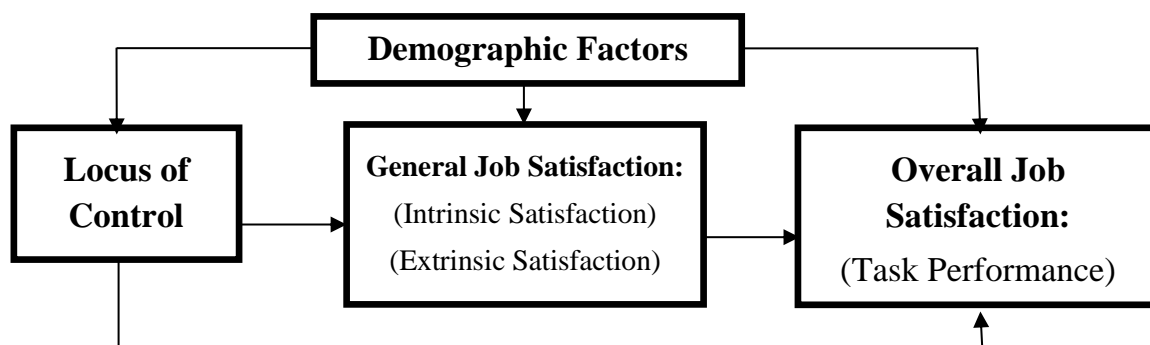 Demographic Factors
Locus of
Control
General Job Satisfaction:
(Intrinsic Satisfaction)
(Extrinsic Satisfaction)
Overall Job
Satisfaction:
(Task Performance)